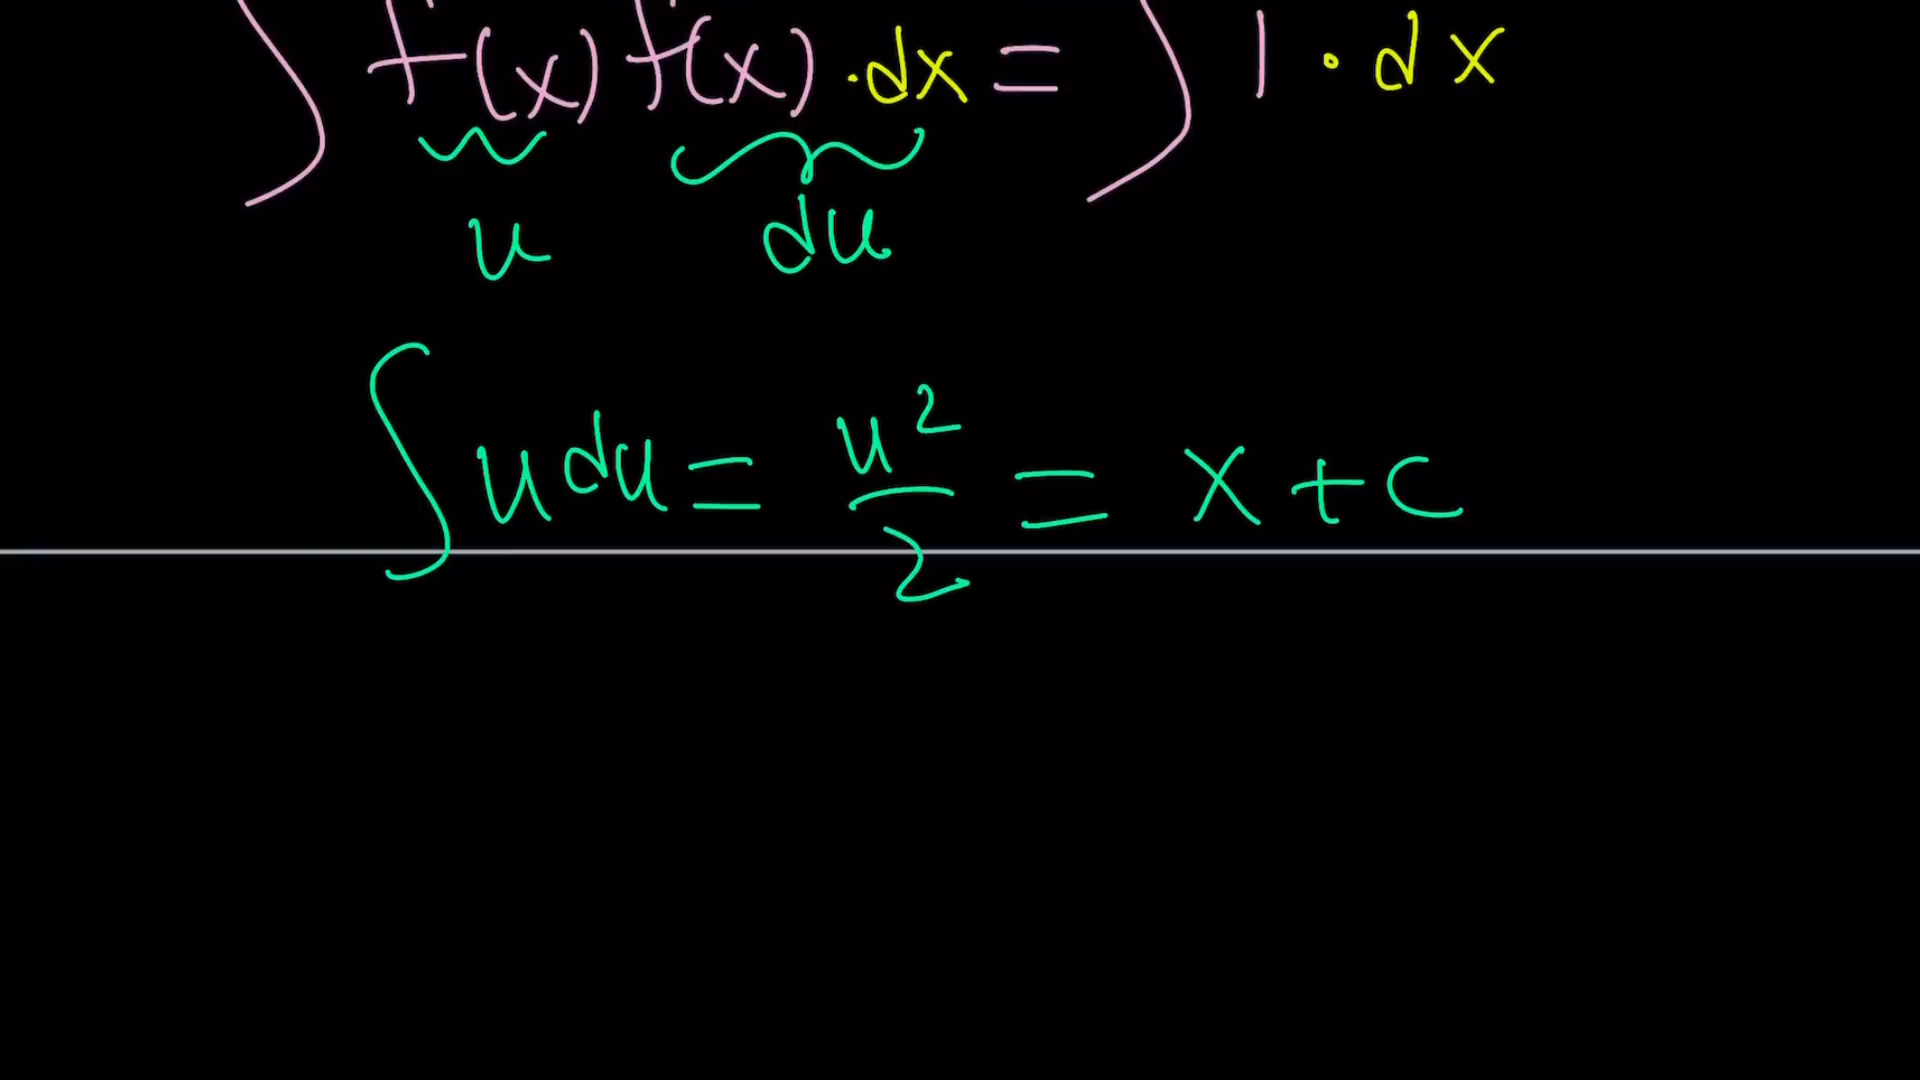 ∫ f(x) f'(x) · dx = ∫ 1 · dx
u du
∫ u du = u²/2 = x + c